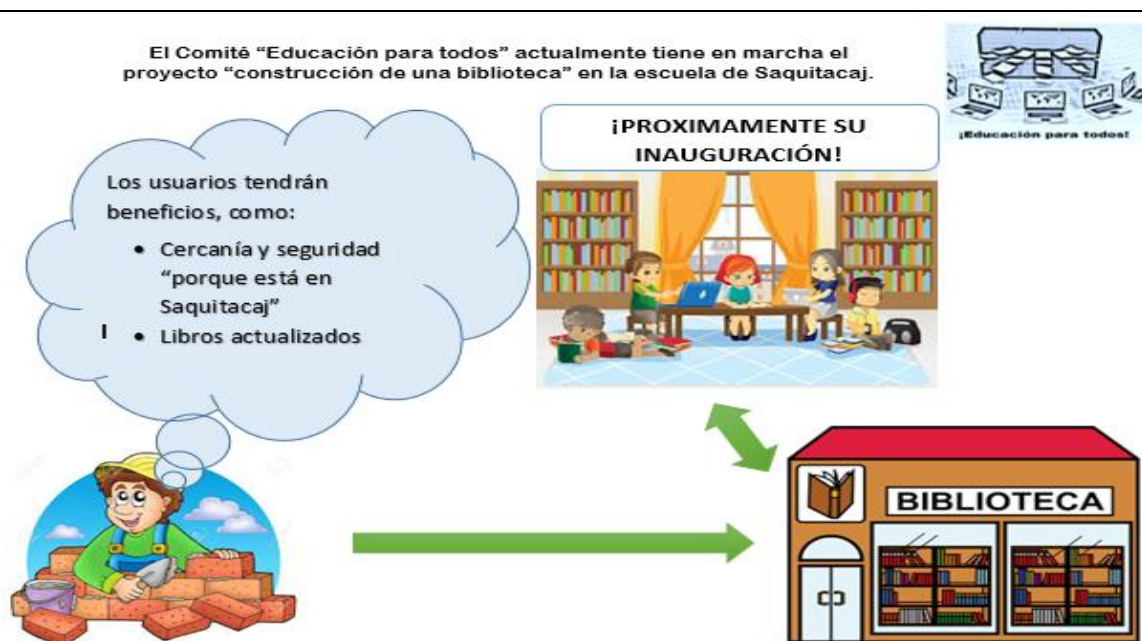 El Comité “Educación para todos” actualmente tiene en marcha el
proyecto “construcción de una biblioteca” en la escuela de Saquitacaj.
¡Educación para todos!
¡PROXIMAMENTE SU
INAUGURACIÓN!
Los usuarios tendrán
beneficios, como:
• Cercanía y seguridad
“porque está en
Saquitacaj”
I
• Libros actualizados
BIBLIOTECA